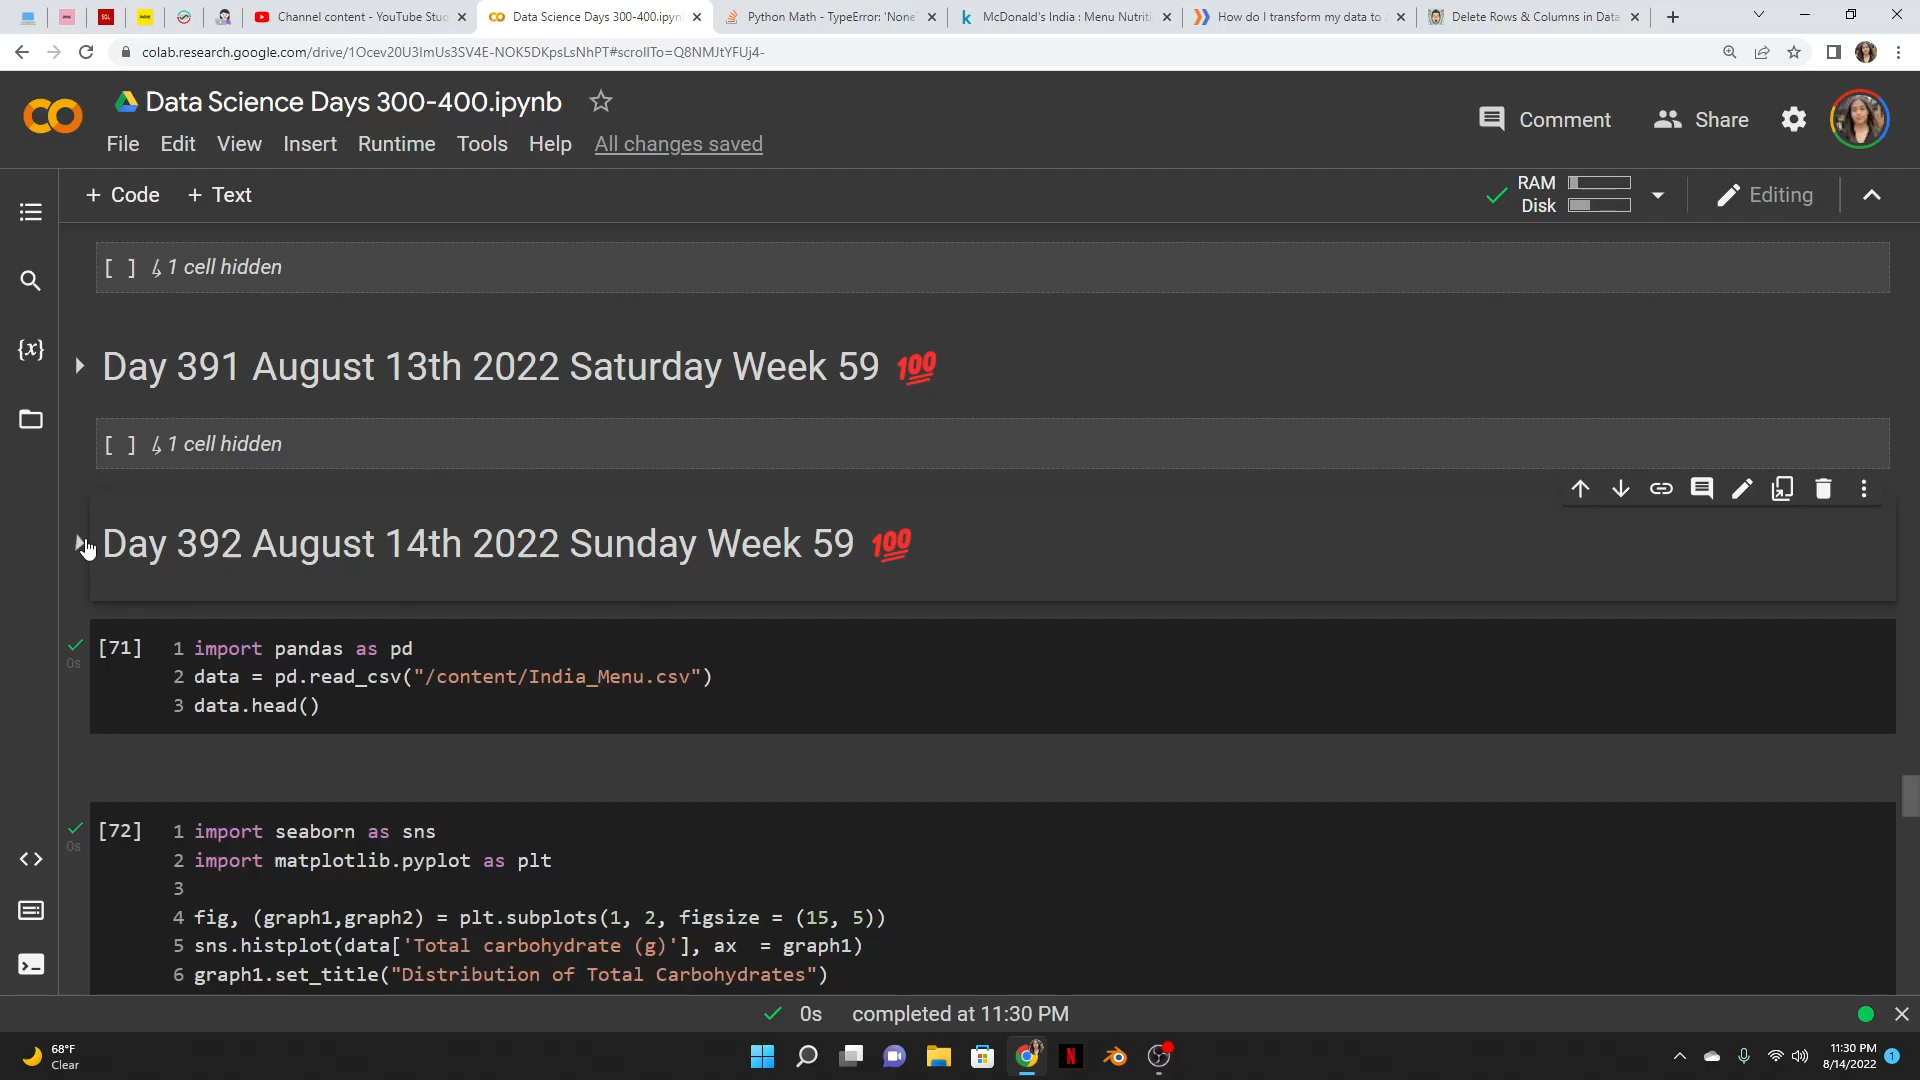 Channel content - YouTube Stud
Data Science Days 300-400.ipyn
Python Math - TypeError: 'None
McDonald's India : Menu Nutriti
How do I transform my data to
Delete Rows & Columns in Data
colab.research.google.com/drive/1Ocev20U3ImUs3SV4E-NOK5DKpsLsNhPT#scrollTo=Q8NMJtYFUj4-
CO
Data Science Days 300-400.ipynb
Comment
Share
File Edit View Insert Runtime Tools Help All changes saved
+ Code + Text
RAM
Disk
Editing
[ ] ↳ 1 cell hidden
Day 391 August 13th 2022 Saturday Week 59 💯
[ ] ↳ 1 cell hidden
Day 392 August 14th 2022 Sunday Week 59 💯
[71]
0s
1 import pandas as pd
2 data = pd.read_csv("/content/India_Menu.csv")
3 data.head()
[72]
0s
1 import seaborn as sns
2 import matplotlib.pyplot as plt
3
4 fig, (graph1,graph2) = plt.subplots(1, 2, figsize = (15, 5))
5 sns.histplot(data['Total carbohydrate (g)'], ax  = graph1)
6 graph1.set_title("Distribution of Total Carbohydrates")
{x}
0s completed at 11:30 PM
68°F
Clear
11:30 PM
8/14/2022
1